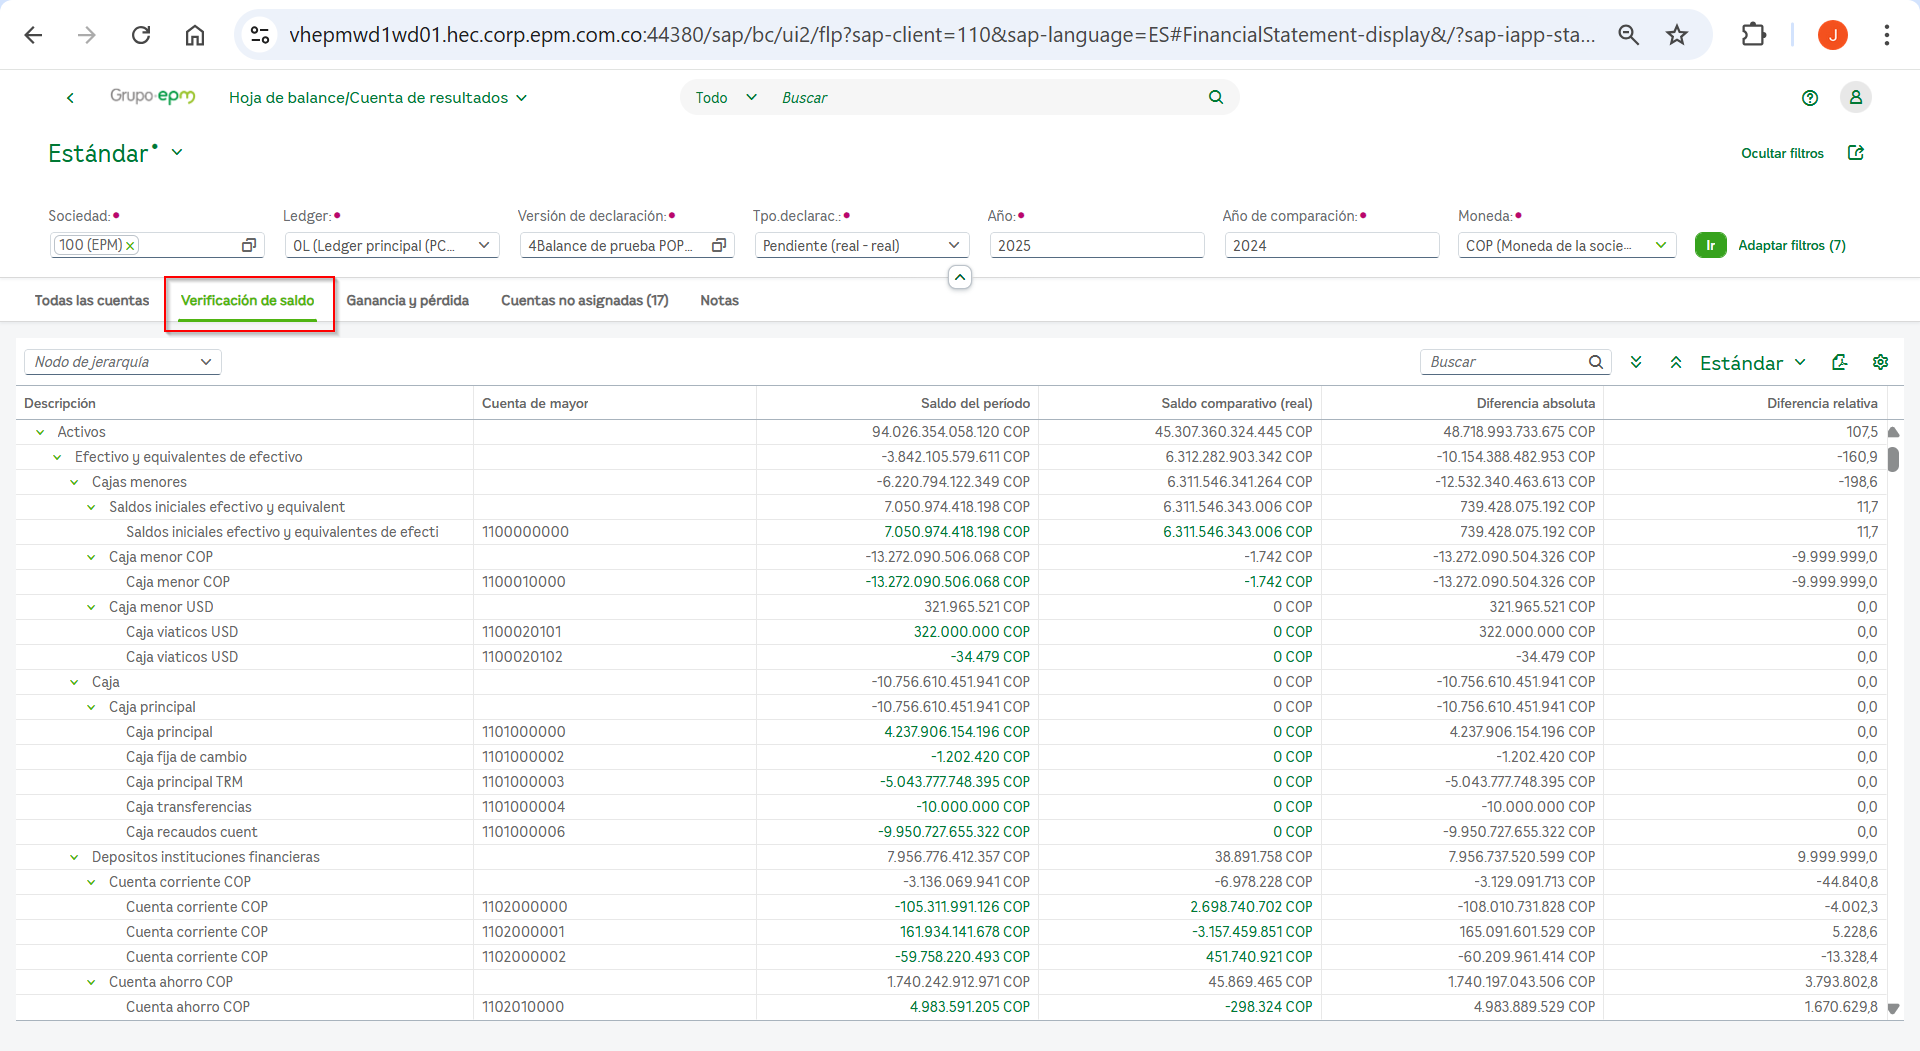 vhepmwd1wd01.hec.corp.epm.com.co:44380/sap/bc/ui2/flp?sap-client=110&sap-language=ES#FinancialStatement-display&/?sap-iapp-sta...
J
Grupo·epm Hoja de balance/Cuenta de resultados Todo Buscar
Estándar* Ocultar filtros
Sociedad: Ledger: Versión de declaración: Tpo.declarac.: Año: Año de comparación: Moneda:
100 (EPM) 0L (Ledger principal (PC... 4Balance de prueba POP... Pendiente (real - real) 2025 2024 COP (Moneda de la socie... Ir Adaptar filtros (7)
Todas las cuentas Verificación de saldo Ganancia y pérdida Cuentas no asignadas (17) Notas
Nodo de jerarquía Buscar Estándar
Descripción Cuenta de mayor Saldo del período Saldo comparativo (real) Diferencia absoluta Diferencia relativa
Activos 94.026.354.058.120 COP 45.307.360.324.445 COP 48.718.993.733.675 COP 107,5
Efectivo y equivalentes de efectivo -3.842.105.579.611 COP 6.312.282.903.342 COP -10.154.388.482.953 COP -160,9
Cajas menores -6.220.794.122.349 COP 6.311.546.341.264 COP -12.532.340.463.613 COP -198,6
Saldos iniciales efectivo y equivalent 7.050.974.418.198 COP 6.311.546.343.006 COP 739.428.075.192 COP 11,7
Saldos iniciales efectivo y equivalentes de efecti 1100000000 7.050.974.418.198 COP 6.311.546.343.006 COP 739.428.075.192 COP 11,7
Caja menor COP -13.272.090.506.068 COP -1.742 COP -13.272.090.504.326 COP -9.999.999,0
Caja menor COP 1100010000 -13.272.090.506.068 COP -1.742 COP -13.272.090.504.326 COP -9.999.999,0
Caja menor USD 321.965.521 COP 0 COP 321.965.521 COP 0,0
Caja viaticos USD 1100020101 322.000.000 COP 0 COP 322.000.000 COP 0,0
Caja viaticos USD 1100020102 -34.479 COP 0 COP -34.479 COP 0,0
Caja -10.756.610.451.941 COP 0 COP -10.756.610.451.941 COP 0,0
Caja principal -10.756.610.451.941 COP 0 COP -10.756.610.451.941 COP 0,0
Caja principal 1101000000 4.237.906.154.196 COP 0 COP 4.237.906.154.196 COP 0,0
Caja fija de cambio 1101000002 -1.202.420 COP 0 COP -1.202.420 COP 0,0
Caja principal TRM 1101000003 -5.043.777.748.395 COP 0 COP -5.043.777.748.395 COP 0,0
Caja transferencias 1101000004 -10.000.000 COP 0 COP -10.000.000 COP 0,0
Caja recaudos cuent 1101000006 -9.950.727.655.322 COP 0 COP -9.950.727.655.322 COP 0,0
Depositos instituciones financieras 7.956.776.412.357 COP 38.891.758 COP 7.956.737.520.599 COP 9.999.999,0
Cuenta corriente COP -3.136.069.941 COP -6.978.228 COP -3.129.091.713 COP -44.840,8
Cuenta corriente COP 1102000000 -105.311.991.126 COP 2.698.740.702 COP -108.010.731.828 COP -4.002,3
Cuenta corriente COP 1102000001 161.934.141.678 COP -3.157.459.851 COP 165.091.601.529 COP 5.228,6
Cuenta corriente COP 1102000002 -59.758.220.493 COP 451.740.921 COP -60.209.961.414 COP -13.328,4
Cuenta ahorro COP 1.740.242.912.971 COP 45.869.465 COP 1.740.197.043.506 COP 3.793.802,8
Cuenta ahorro COP 1102010000 4.983.591.205 COP -298.324 COP 4.983.889.529 COP 1.670.629,8